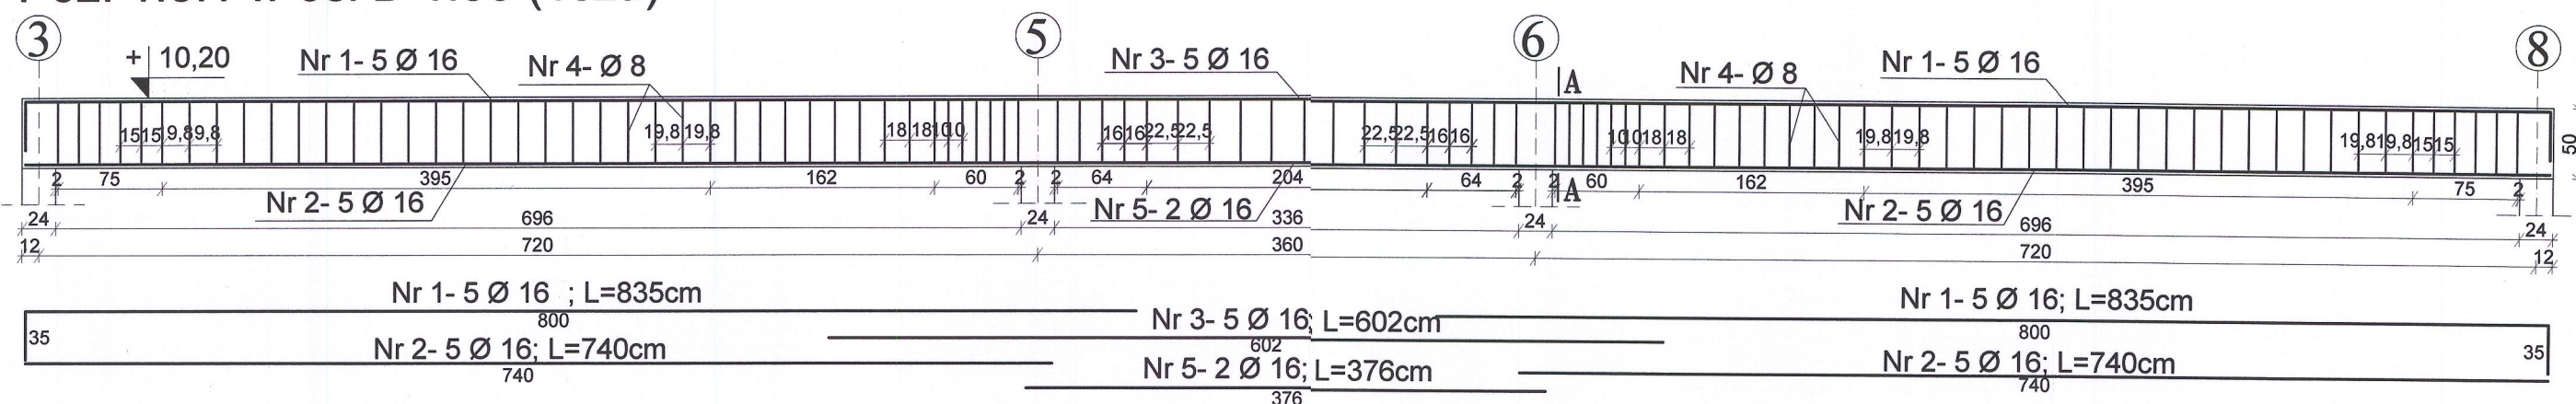 3 5 6 8
+ 10,20
Nr 1- 5 Ø 16
Nr 4- Ø 8
Nr 3- 5 Ø 16
A
Nr 4- Ø 8
Nr 1- 5 Ø 16
15 15 19,8 19,8 19,8 19,8 18 18 10 10 16 16 22,5 22,5 22,5 22,5 16 16 10 10 18 18 19,8 19,8 19,8 19,8 15 15
50
2 75 395 162 60 2 2 64 204 64 2 2 A 60 162 395 75 2
Nr 2- 5 Ø 16
Nr 5- 2 Ø 16
Nr 2- 5 Ø 16
24 696 24 336 24 696 24
12 720 360 720 12
Nr 1- 5 Ø 16 ; L=835cm
800
35
Nr 2- 5 Ø 16; L=740cm
740
Nr 3- 5 Ø 16; L=602cm
602
Nr 5- 2 Ø 16; L=376cm
376
Nr 1- 5 Ø 16; L=835cm
800
35
Nr 2- 5 Ø 16; L=740cm
740